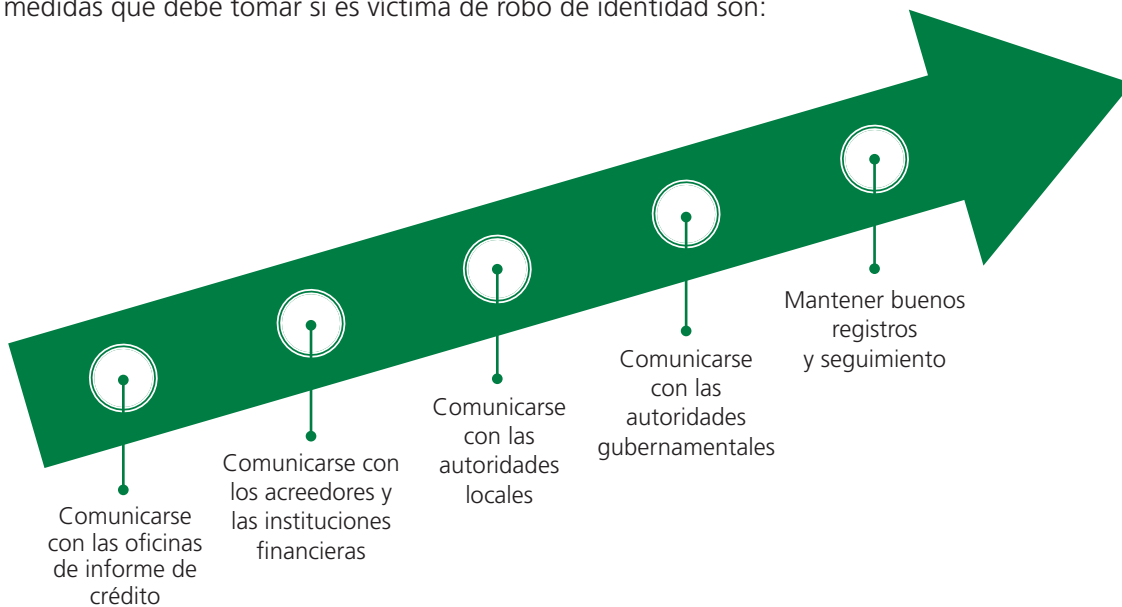 medidas que debe tomar si es víctima de robo de identidad son:
Comunicarse
con las oficinas
de informe de
crédito
Comunicarse con
los acreedores y
las instituciones
financieras
Comunicarse
con las
autoridades
locales
Comunicarse
con las
autoridades
gubernamentales
Mantener buenos
registros
y seguimiento